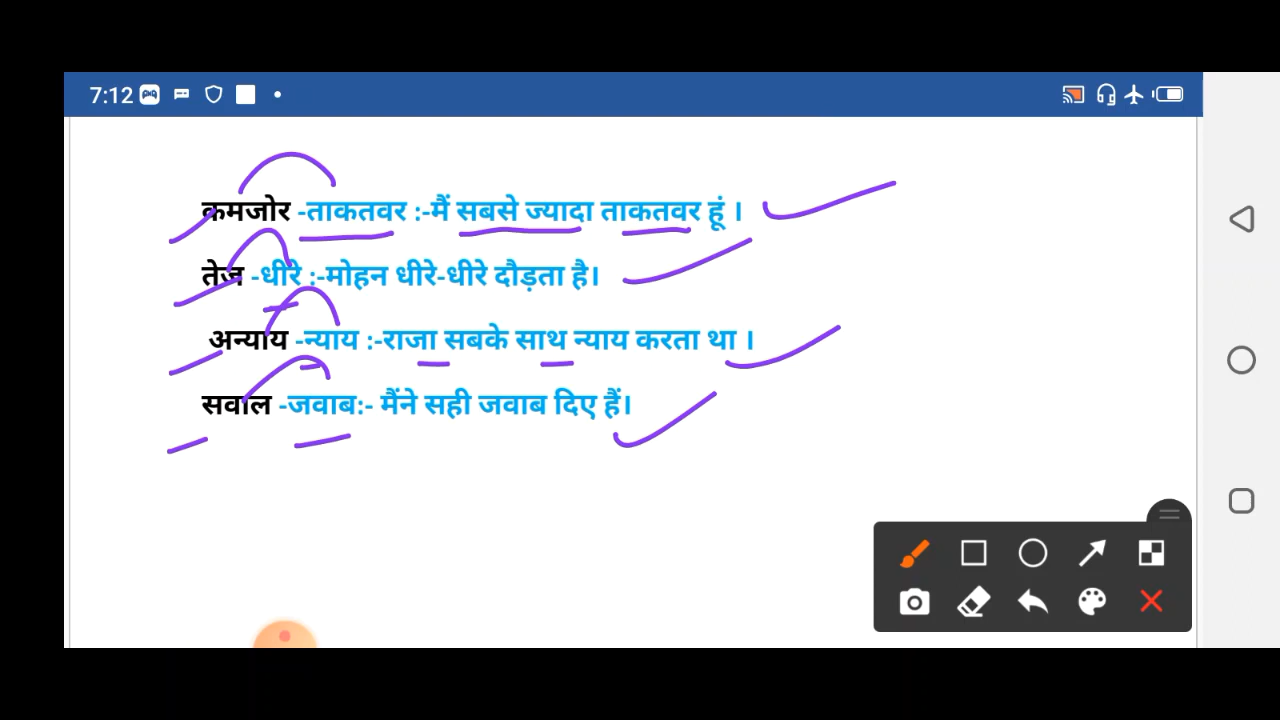 7:12
कमजोर -ताकतवर :-मैं सबसे ज्यादा ताकतवर हूं ।
तेज -धीरे :-मोहन धीरे-धीरे दौड़ता है।
अन्याय -न्याय :-राजा सबके साथ न्याय करता था ।
सवाल -जवाब:- मैंने सही जवाब दिए हैं।